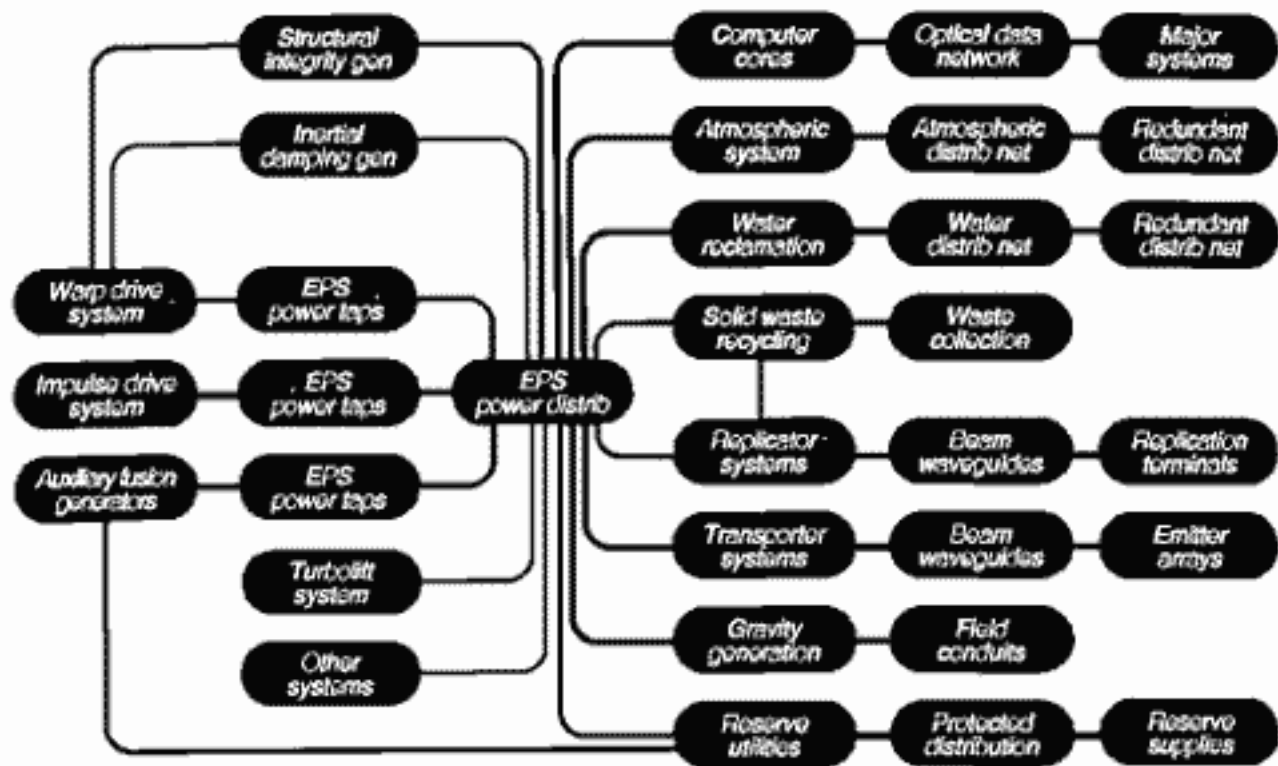 Structural
integrity gen
Computer
cores
Optical data
network
Major
systems
Inertial
damping gen
Atmospheric
system
Atmospheric
distrib net
Redundant
distrib net
Water
reclamation
Water
distrib net
Redundant
distrib net
Warp drive
system
EPS
power taps
Solid waste
recycling
Waste
collection
Impulse drive
system
EPS
power taps
EPS
power distrib
Replicator
systems
Beam
waveguides
Replication
terminals
Auxiliary fusion
generators
EPS
power taps
Transporter
systems
Beam
waveguides
Emitter
arrays
Turbolift
system
Gravity
generation
Field
conduits
Other
systems
Reserve
utilities
Protected
distribution
Reserve
supplies